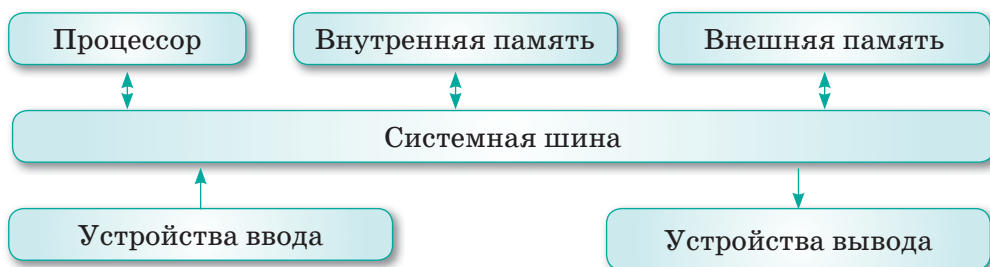 Процессор
Внутренняя память
Внешняя память
Системная шина
Устройства ввода
Устройства вывода